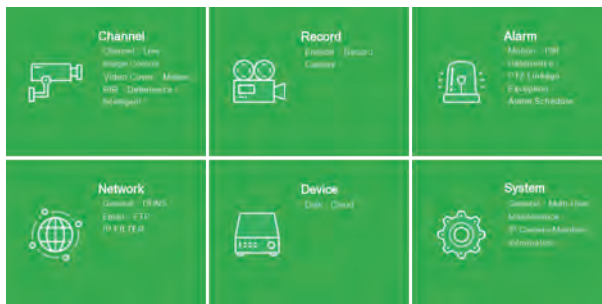 Channel
Channel Live
Image Control
Video Cover Motion
PIR Deterrence
Intelligent
Record
Encode Record
Capture
Alarm
Motion PIR
Deterrence
PTZ Linkage
Exception
Alarm Schedule
Network
General DDNS
Email FTP
IP FILTER
Device
Disk Cloud
System
General Multi-User
Maintenance
IP Camera Maintain
Information